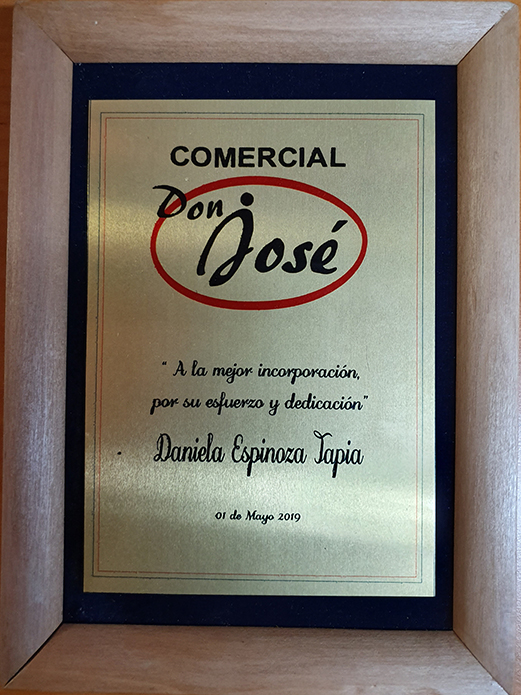 COMERCIAL
Don
José
“ A la mejor incorporación,
por su esfuerzo y dedicación”
Daniela Espinoza Tapia
01 de Mayo 2019